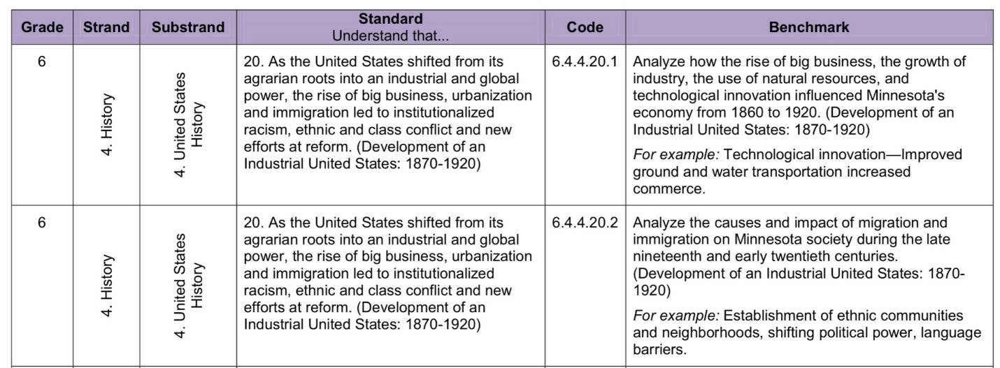 Grade
Strand
Substrand
Standard
Understand that...
Code
Benchmark
6
4. History
4. United States
History
20. As the United States shifted from its
agrarian roots into an industrial and global
power, the rise of big business, urbanization
and immigration led to institutionalized
racism, ethnic and class conflict and new
efforts at reform. (Development of an
Industrial United States: 1870-1920)
6.4.4.20.1
Analyze how the rise of big business, the growth of
industry, the use of natural resources, and
technological innovation influenced Minnesota's
economy from 1860 to 1920. (Development of an
Industrial United States: 1870-1920)
For example: Technological innovation—Improved
ground and water transportation increased
commerce.
6
4. History
4. United States
History
20. As the United States shifted from its
agrarian roots into an industrial and global
power, the rise of big business, urbanization
and immigration led to institutionalized
racism, ethnic and class conflict and new
efforts at reform. (Development of an
Industrial United States: 1870-1920)
6.4.4.20.2
Analyze the causes and impact of migration and
immigration on Minnesota society during the late
nineteenth and early twentieth centuries.
(Development of an Industrial United States: 1870-
1920)
For example: Establishment of ethnic communities
and neighborhoods, shifting political power, language
barriers.